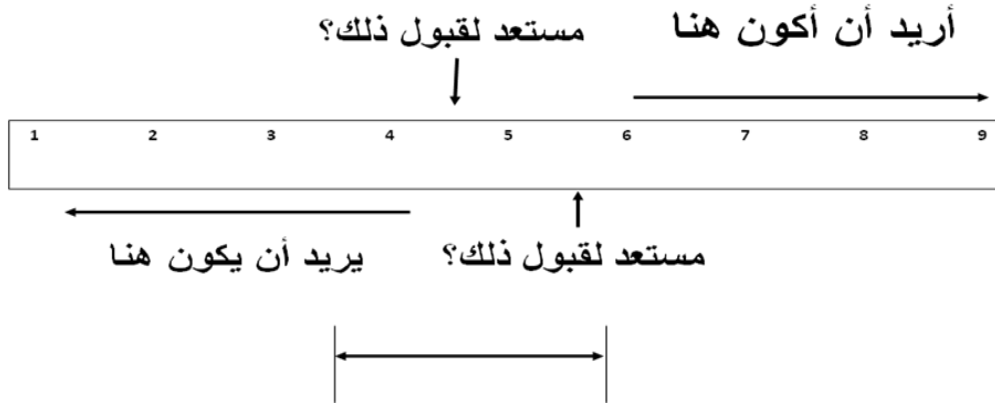 أريد أن أكون هنا
مستعد لقبول ذلك؟
1 2 3 4 5 6 7 8 9
مستعد لقبول ذلك؟
يريد أن يكون هنا